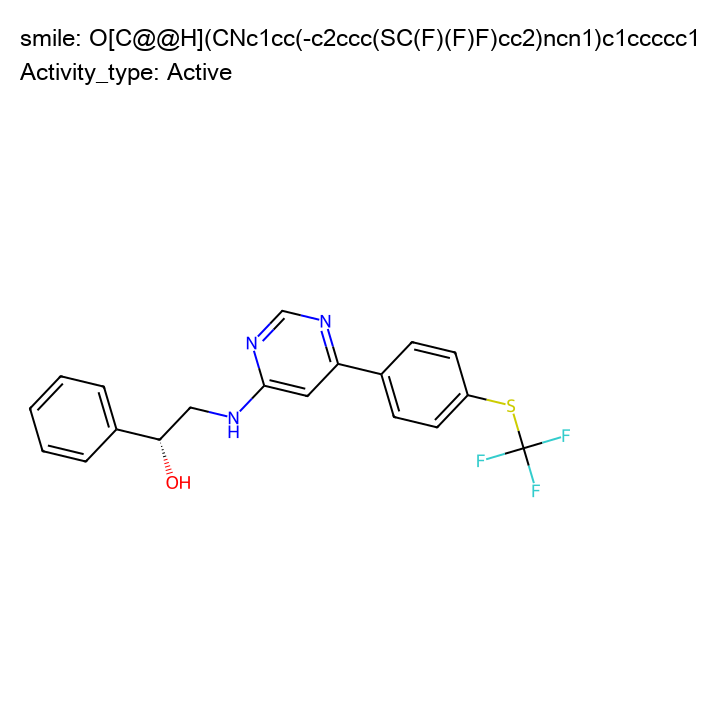 smile: O[C@@H](CNc1cc(-c2ccc(SC(F)(F)F)cc2)ncn1)c1ccccc1
Activity_type: Active
N
N
N
H
S
F
F
F
OH